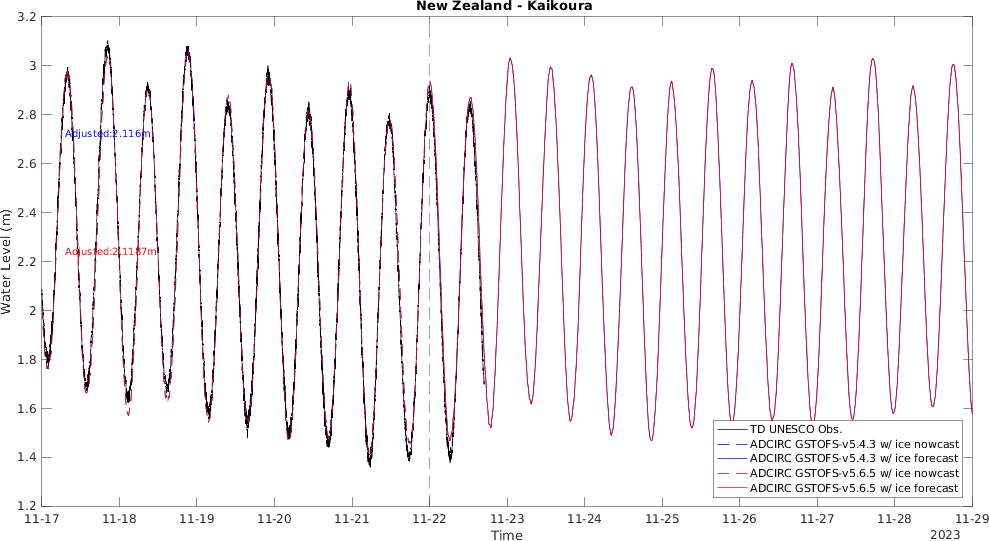 New Zealand - Kaikoura
3.2
3
2.8
2.6
2.4
2.2
2
1.8
1.6
1.4
1.2
Water Level (m)
Adjusted:2.116m
Adjusted:2.1187m
TD UNESCO Obs.
ADCIRC GSTOFS-v5.4.3 w/ ice nowcast
ADCIRC GSTOFS-v5.4.3 w/ ice forecast
ADCIRC GSTOFS-v5.6.5 w/ ice nowcast
ADCIRC GSTOFS-v5.6.5 w/ ice forecast
11-17 11-18 11-19 11-20 11-21 11-22 11-23 11-24 11-25 11-26 11-27 11-28 11-29
Time
2023